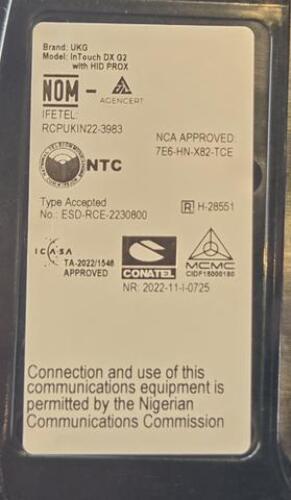 Brand: UKG
Model: InTouch DX G2
with HID PROX
NOM -
AGENCERT
IFETEL:
RCPUKIN22-3983
NCA APPROVED:
7E6-HN-X82-TCE
NTC
Type Accepted
No.: ESD-RCE-2230800
R H-28551
ICASA
TA-2022/1548
APPROVED
CONATEL
NR: 2022-11-I-0725
MCMC
CIDF18000180
Connection and use of this
communications equipment is
permitted by the Nigerian
Communications Commission